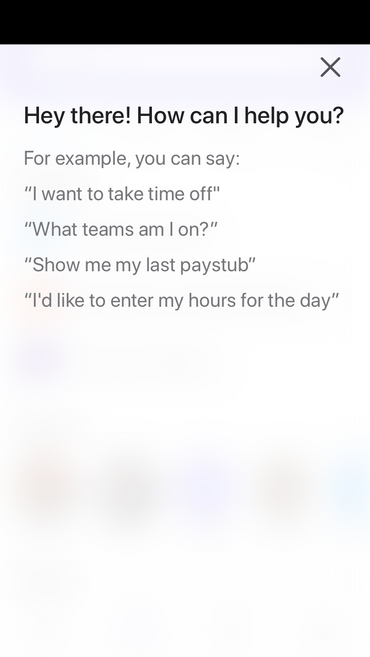 Hey there! How can I help you?
For example, you can say:
“I want to take time off"
“What teams am I on?”
“Show me my last paystub”
“I'd like to enter my hours for the day”